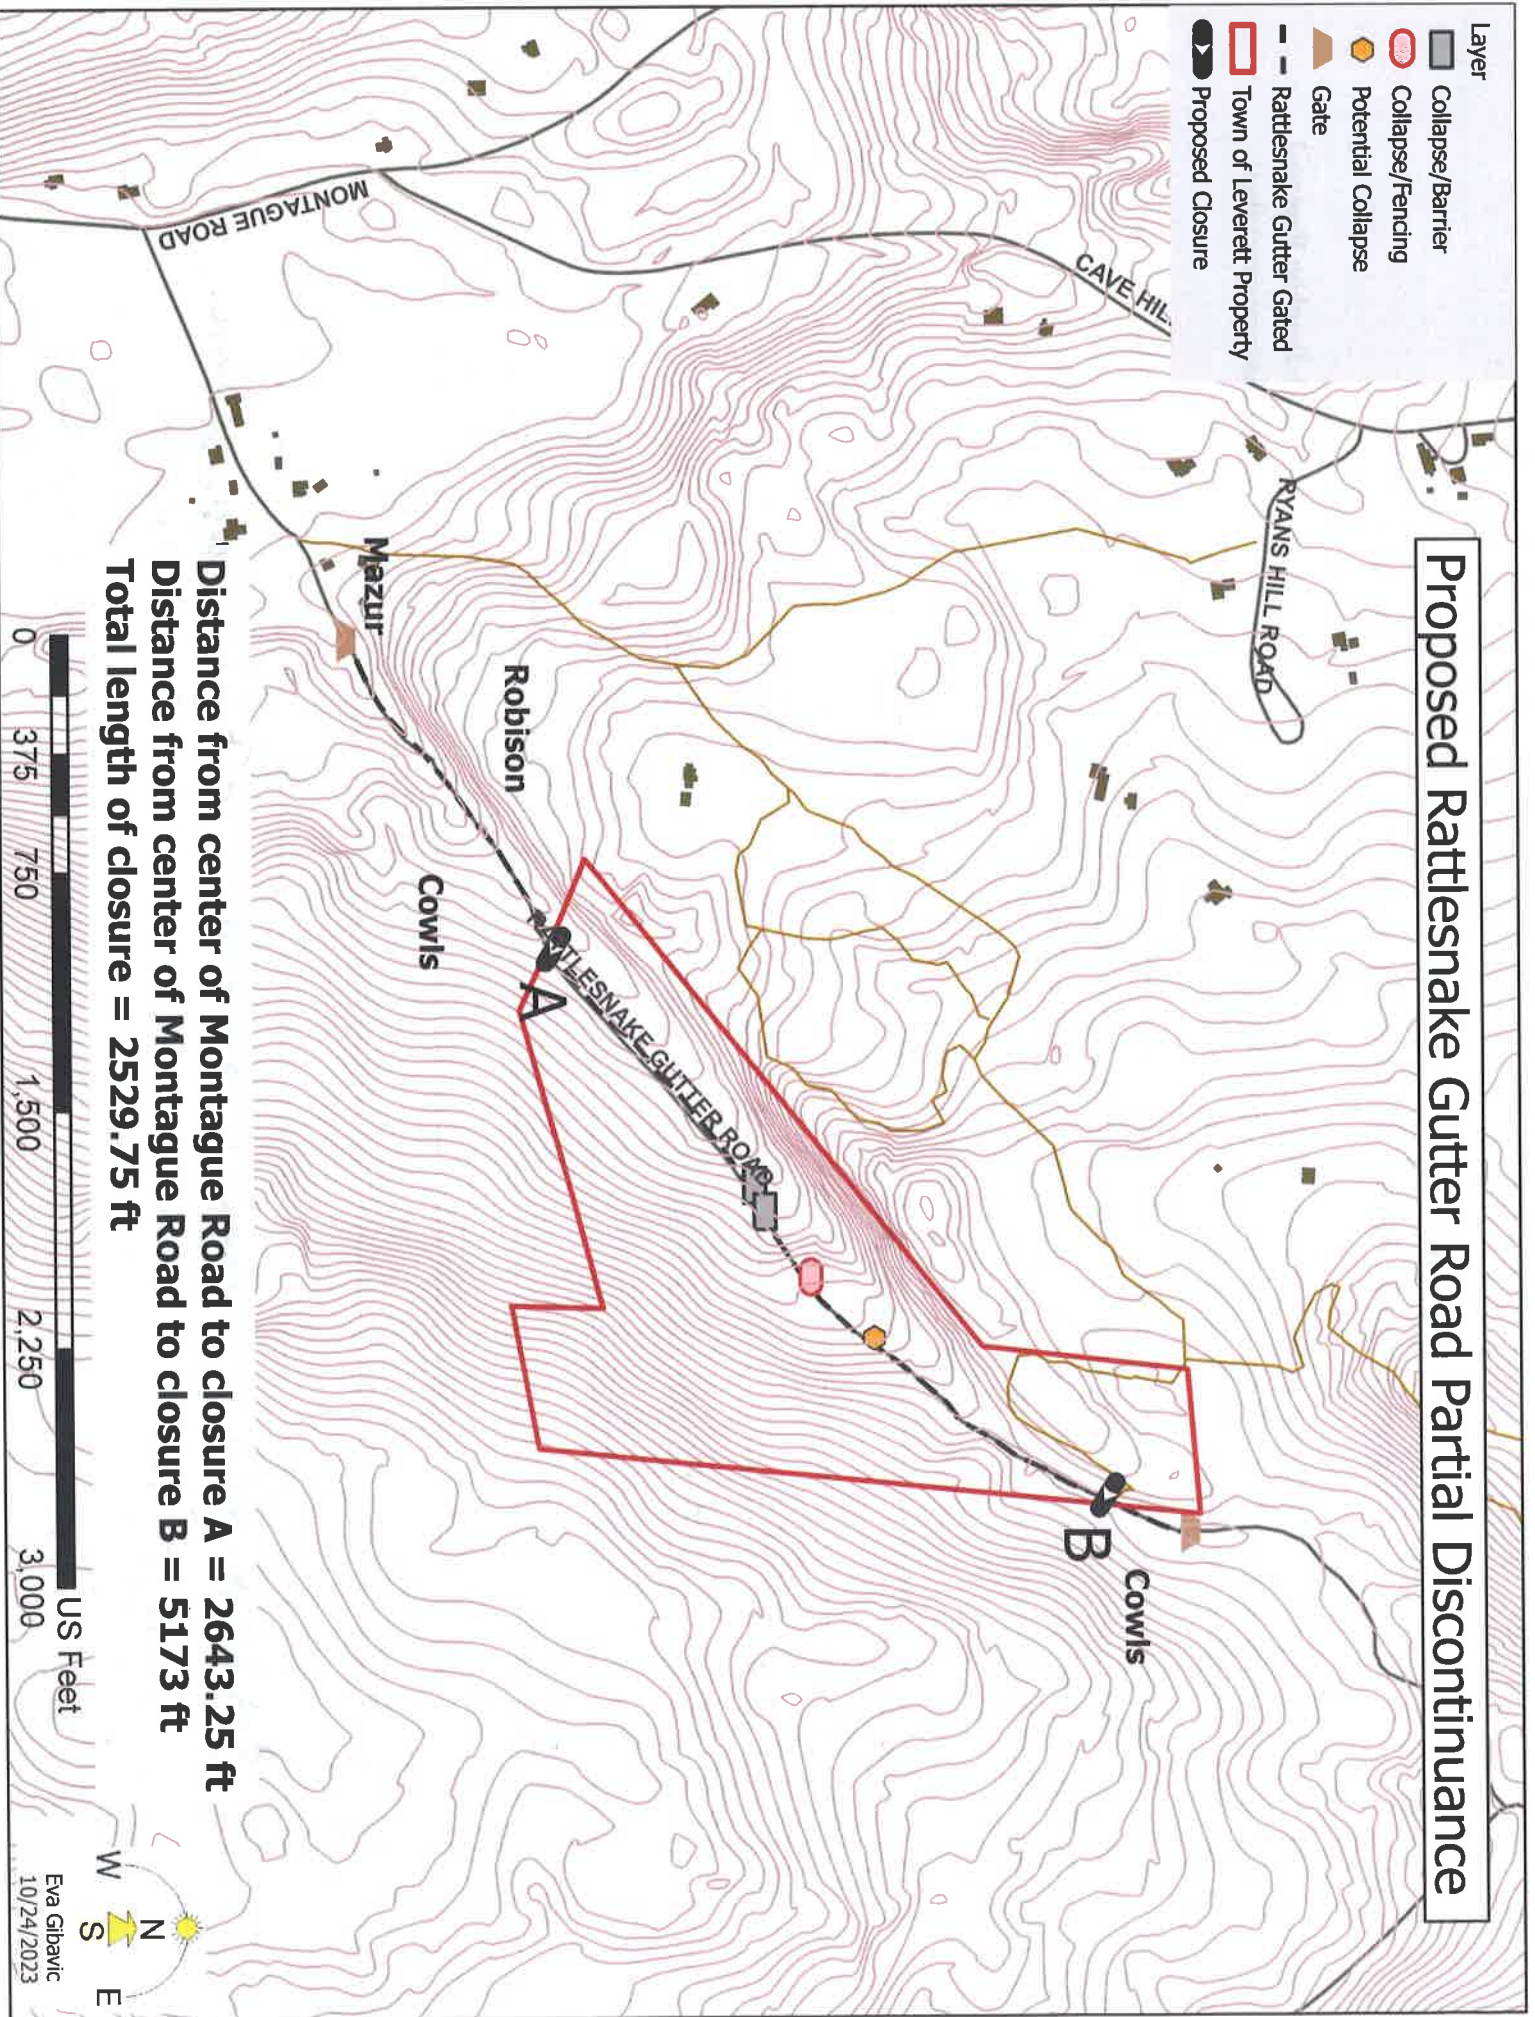 Proposed Rattlesnake Gutter Road Partial Discontinuance
Layer
Collapse/Barrier
Collapse/Fencing
Potential Collapse
Gate
Rattlesnake Gutter Gated
Town of Leverett Property
Proposed Closure
CAVE HIL
RYANS HILL ROAD
MONTAGUE ROAD
Mazur
Robison
Cowls
RATTLESNAKE GUTTER ROAD
A
B
Cowls
Distance from center of Montague Road to closure A = 2643.25 ft
Distance from center of Montague Road to closure B = 5173 ft
Total length of closure = 2529.75 ft
0 375 750 1,500 2,250 3,000
US Feet
N
W E
S
Eva Gibavic
10/24/2023